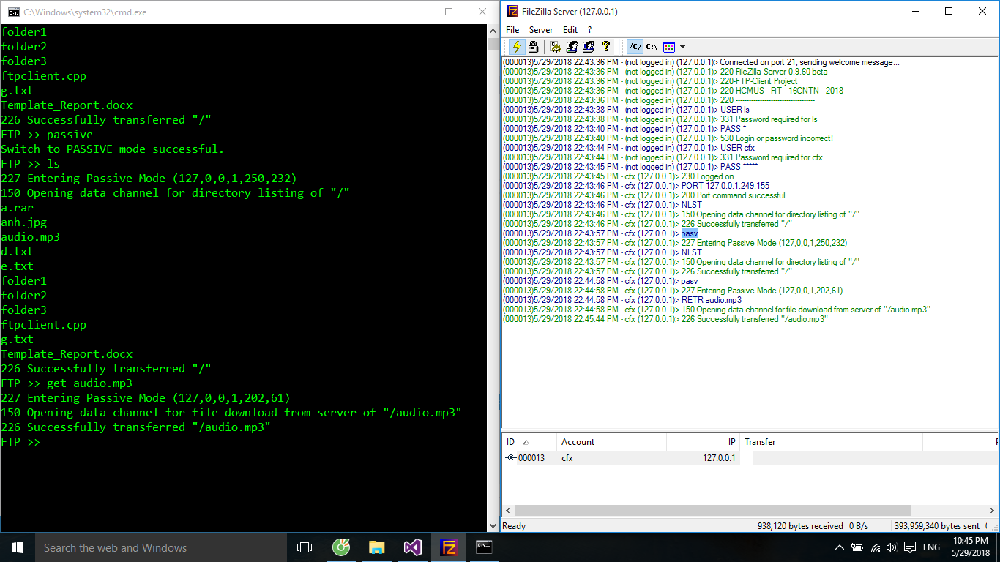 C:\Windows\system32\cmd.exe
folder1
folder2
folder3
ftpclient.cpp
g.txt
Template_Report.docx
226 Successfully transferred "/"
FTP >> passive
Switch to PASSIVE mode successful.
FTP >> ls
227 Entering Passive Mode (127,0,0,1,250,232)
150 Opening data channel for directory listing of "/"
a.rar
anh.jpg
audio.mp3
d.txt
e.txt
folder1
folder2
folder3
ftpclient.cpp
g.txt
Template_Report.docx
226 Successfully transferred "/"
FTP >> get audio.mp3
227 Entering Passive Mode (127,0,0,1,202,61)
150 Opening data channel for file download from server of "/audio.mp3"
226 Successfully transferred "/audio.mp3"
FTP >>
FileZilla Server (127.0.0.1)
File Server Edit ?
/C/ C:\
(000013)5/29/2018 22:43:36 PM - (not logged in) (127.0.0.1)> Connected on port 21, sending welcome message...
(000013)5/29/2018 22:43:36 PM - (not logged in) (127.0.0.1)> 220-FileZilla Server 0.9.60 beta
(000013)5/29/2018 22:43:36 PM - (not logged in) (127.0.0.1)> 220-FTP-Client Project
(000013)5/29/2018 22:43:36 PM - (not logged in) (127.0.0.1)> 220-HCMUS - FiT - 16CNTN - 2018
(000013)5/29/2018 22:43:36 PM - (not logged in) (127.0.0.1)> 220 ------------------------------------
(000013)5/29/2018 22:43:38 PM - (not logged in) (127.0.0.1)> USER ls
(000013)5/29/2018 22:43:38 PM - (not logged in) (127.0.0.1)> 331 Password required for ls
(000013)5/29/2018 22:43:40 PM - (not logged in) (127.0.0.1)> PASS *
(000013)5/29/2018 22:43:40 PM - (not logged in) (127.0.0.1)> 530 Login or password incorrect!
(000013)5/29/2018 22:43:44 PM - (not logged in) (127.0.0.1)> USER cfx
(000013)5/29/2018 22:43:44 PM - (not logged in) (127.0.0.1)> 331 Password required for cfx
(000013)5/29/2018 22:43:45 PM - (not logged in) (127.0.0.1)> PASS *****
(000013)5/29/2018 22:43:45 PM - cfx (127.0.0.1)> 230 Logged on
(000013)5/29/2018 22:43:46 PM - cfx (127.0.0.1)> PORT 127.0.0.1.249.155
(000013)5/29/2018 22:43:46 PM - cfx (127.0.0.1)> 200 Port command successful
(000013)5/29/2018 22:43:46 PM - cfx (127.0.0.1)> NLST
(000013)5/29/2018 22:43:46 PM - cfx (127.0.0.1)> 150 Opening data channel for directory listing of "/"
(000013)5/29/2018 22:43:46 PM - cfx (127.0.0.1)> 226 Successfully transferred "/"
(000013)5/29/2018 22:43:57 PM - cfx (127.0.0.1)> pasv
(000013)5/29/2018 22:43:57 PM - cfx (127.0.0.1)> 227 Entering Passive Mode (127,0,0,1,250,232)
(000013)5/29/2018 22:43:57 PM - cfx (127.0.0.1)> NLST
(000013)5/29/2018 22:43:57 PM - cfx (127.0.0.1)> 150 Opening data channel for directory listing of "/"
(000013)5/29/2018 22:43:57 PM - cfx (127.0.0.1)> 226 Successfully transferred "/"
(000013)5/29/2018 22:44:58 PM - cfx (127.0.0.1)> pasv
(000013)5/29/2018 22:44:58 PM - cfx (127.0.0.1)> 227 Entering Passive Mode (127,0,0,1,202,61)
(000013)5/29/2018 22:44:58 PM - cfx (127.0.0.1)> RETR audio.mp3
(000013)5/29/2018 22:44:58 PM - cfx (127.0.0.1)> 150 Opening data channel for file download from server of "/audio.mp3"
(000013)5/29/2018 22:45:44 PM - cfx (127.0.0.1)> 226 Successfully transferred "/audio.mp3"
ID Account IP Transfer
000013 cfx 127.0.0.1
Ready 938,120 bytes received 0 B/s 393,959,340 bytes sent
Search the web and Windows
ENG
10:45 PM
5/29/2018